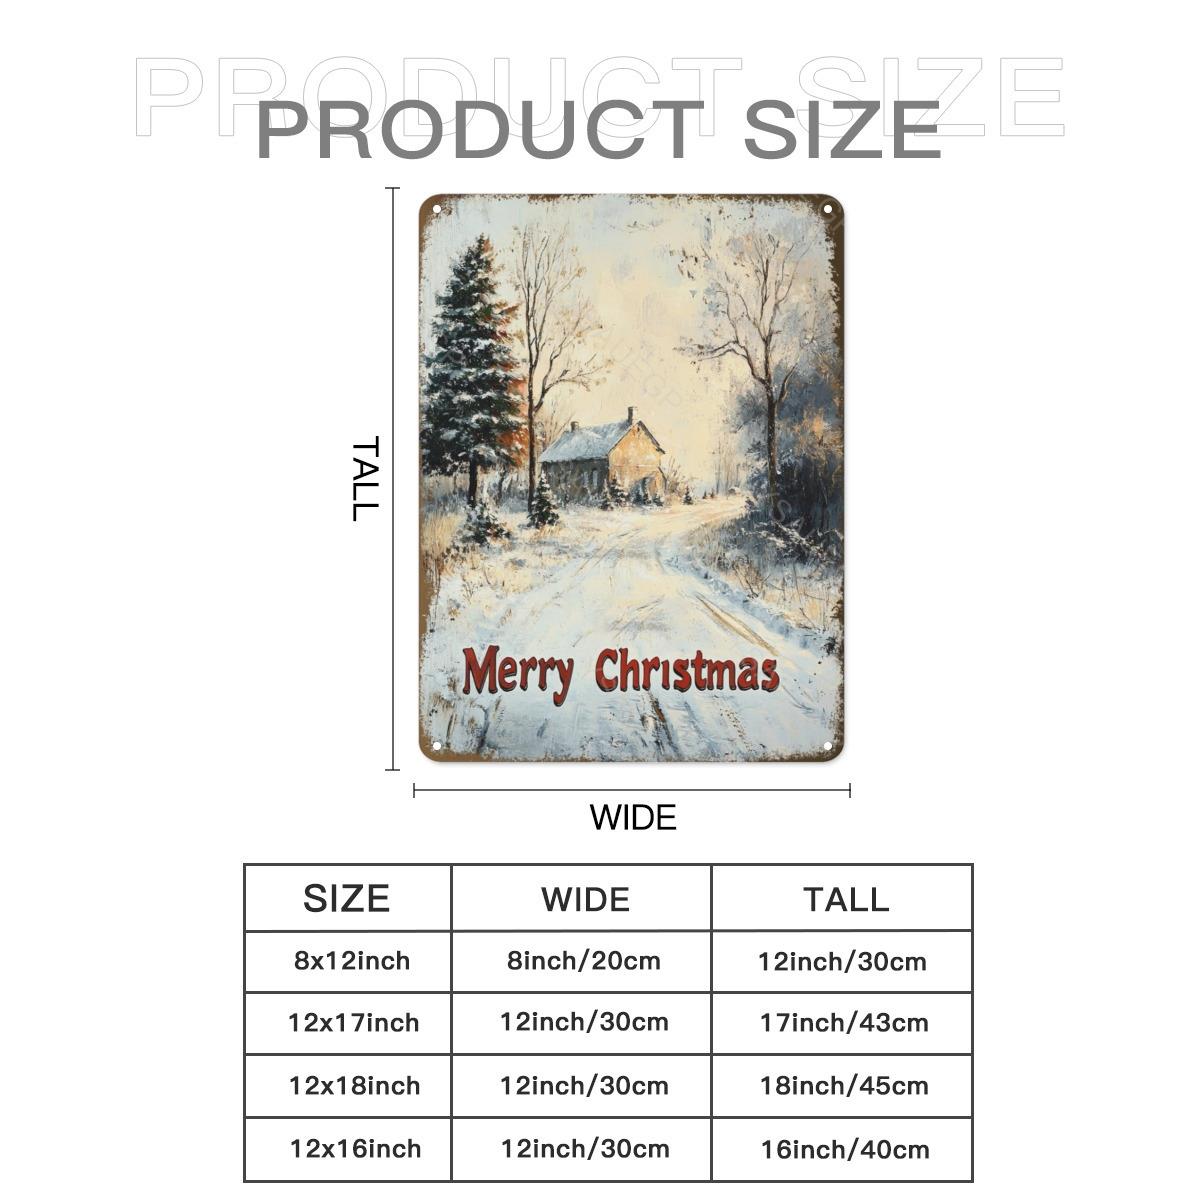 PRODUCT SIZE
PRODUCT SIZE
TALL
Merry Christmas
WIDE
SIZE WIDE TALL
8x12inch 8inch/20cm 12inch/30cm
12x17inch 12inch/30cm 17inch/43cm
12x18inch 12inch/30cm 18inch/45cm
12x16inch 12inch/30cm 16inch/40cm